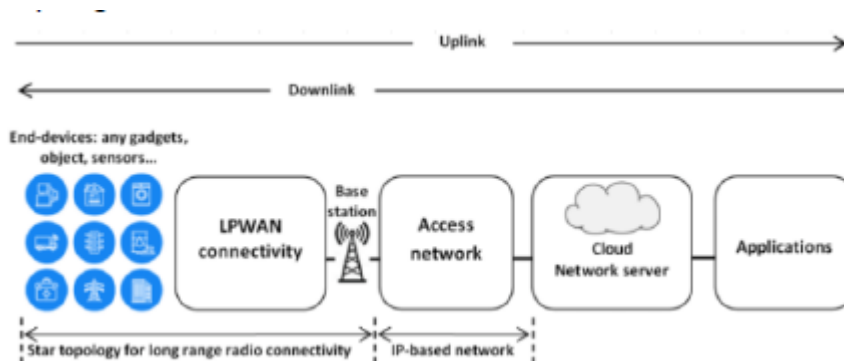 Uplink
Downlink
End-devices: any gadgets,
object, sensors...
LPWAN
connectivity
Base
station
Access
network
Cloud
Network server
Applications
Star topology for long range radio connectivity
IP-based network